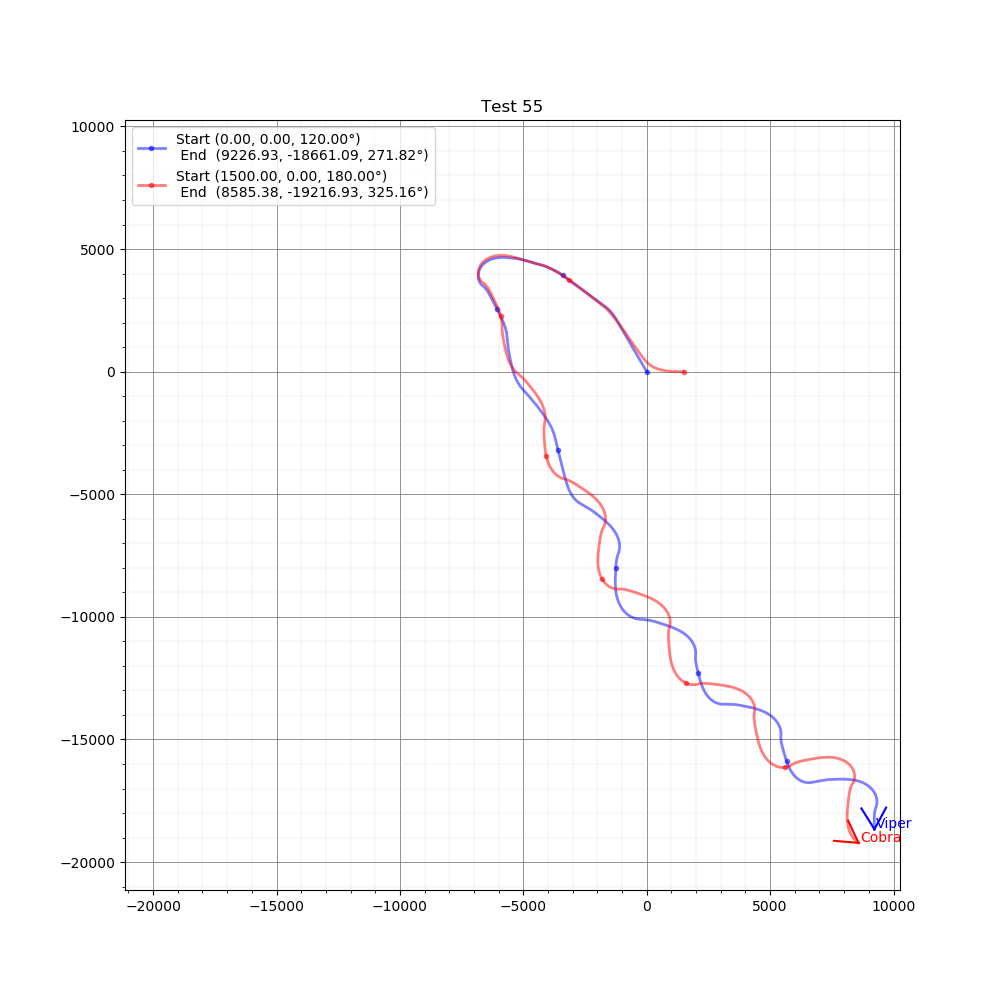 Test 55
Start (0.00, 0.00, 120.00°)
End (9226.93, -18661.09, 271.82°)
Start (1500.00, 0.00, 180.00°)
End (8585.38, -19216.93, 325.16°)
10000
5000
0
−5000
−10000
−15000
−20000
Viper
Cobra
−20000 −15000 −10000 −5000 0 5000 10000